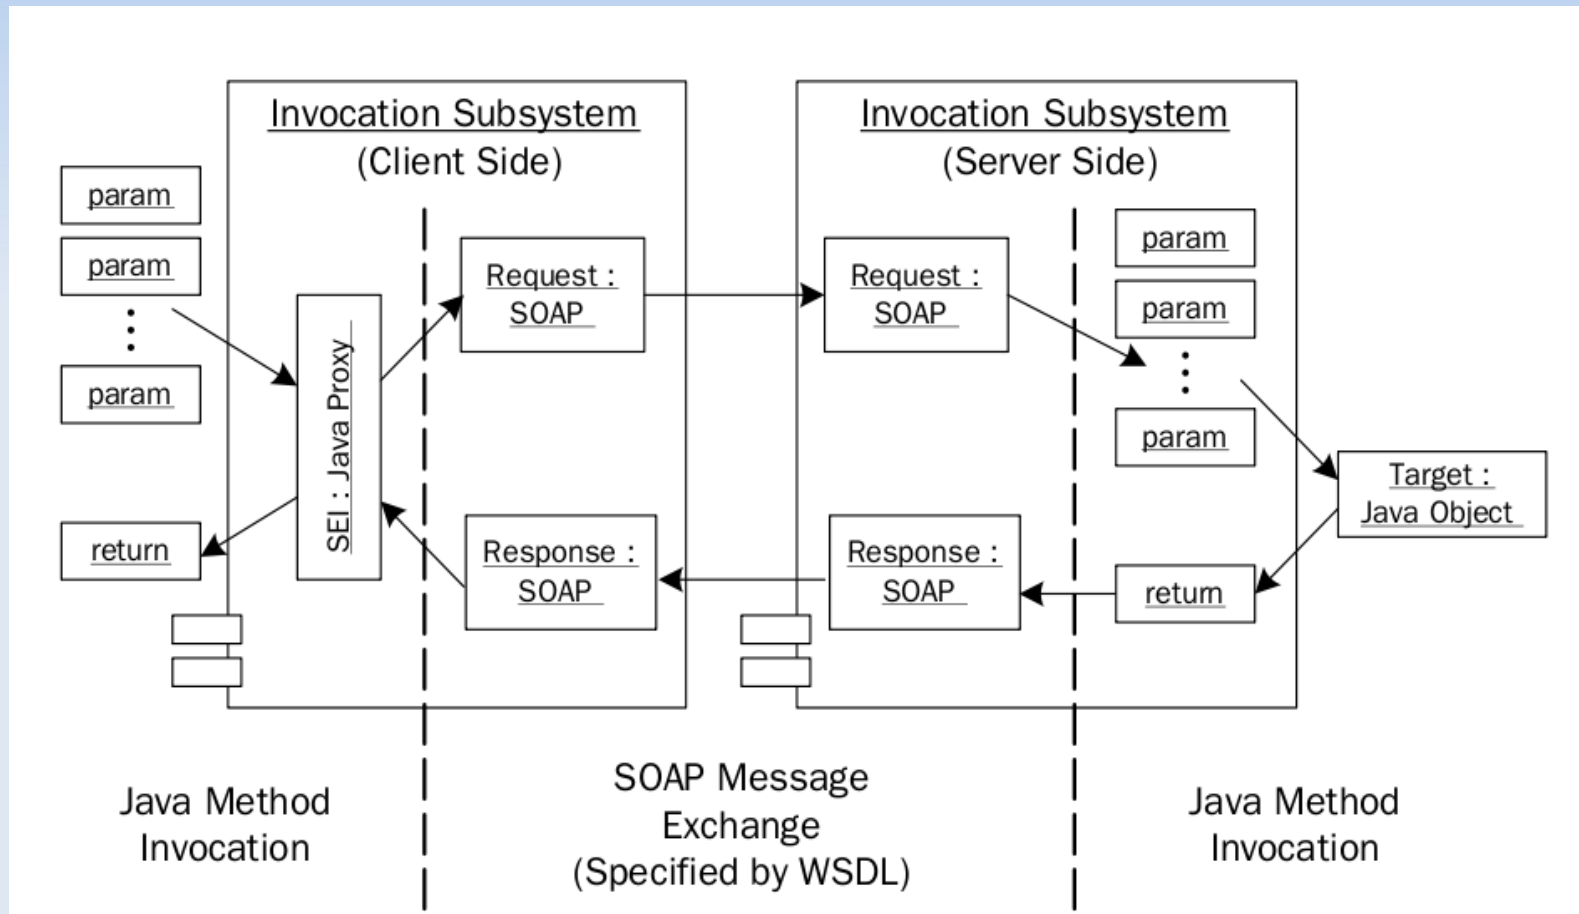 Invocation Subsystem
(Client Side)
param
param
param
return
SEI : Java Proxy
Request :
SOAP
Response :
SOAP
Invocation Subsystem
(Server Side)
Request :
SOAP
Response :
SOAP
param
param
param
return
Target :
Java Object
Java Method
Invocation
SOAP Message
Exchange
(Specified by WSDL)
Java Method
Invocation